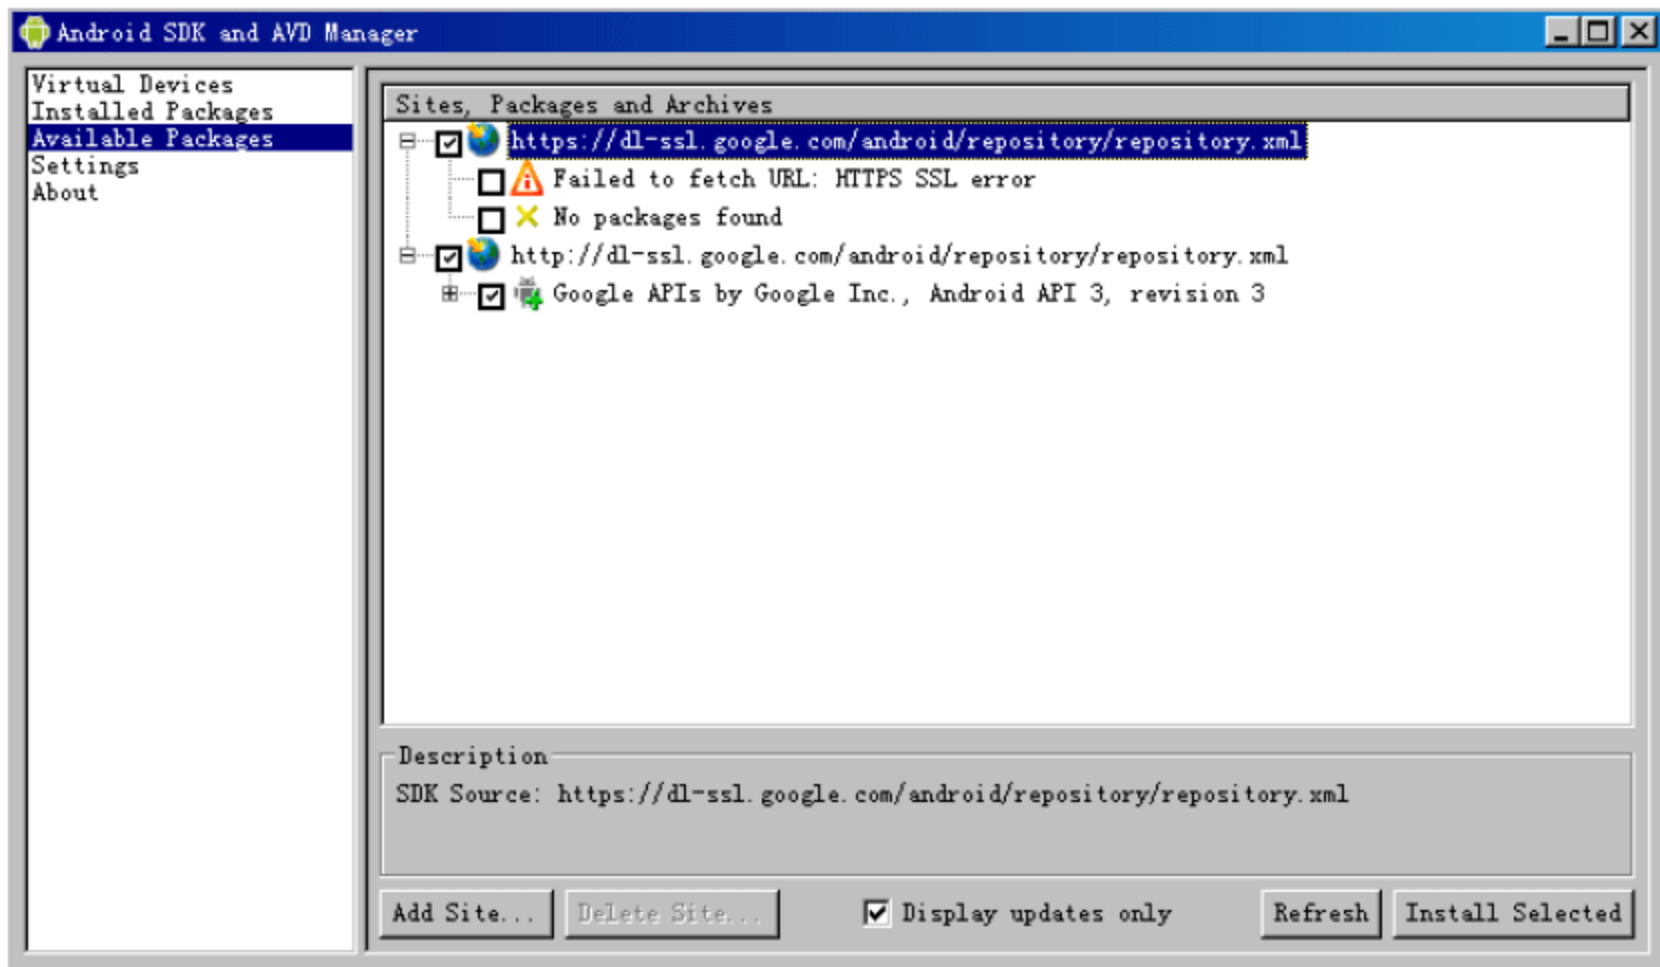 Android SDK and AVD Manager
Virtual Devices
Installed Packages
Available Packages
Settings
About
Sites, Packages and Archives
https://dl-ssl.google.com/android/repository/repository.xml
Failed to fetch URL: HTTPS SSL error
No packages found
http://dl-ssl.google.com/android/repository/repository.xml
Google APIs by Google Inc., Android API 3, revision 3
Description
SDK Source: https://dl-ssl.google.com/android/repository/repository.xml
Add Site... Delete Site... Display updates only Refresh Install Selected